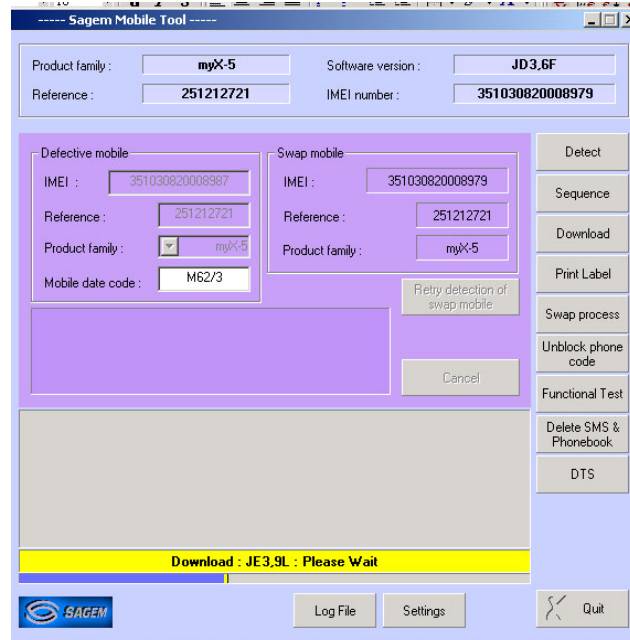 ----- Sagem Mobile Tool -----
Product family : myX-5 Software version : JD3,6F
Reference : 251212721 IMEI number : 351030820008979
Defective mobile
IMEI : 351030820008987
Reference : 251212721
Product family : myX-5
Mobile date code : M62/3
Swap mobile
IMEI : 351030820008979
Reference : 251212721
Product family : myX-5
Retry detection of
swap mobile
Cancel
Detect
Sequence
Download
Print Label
Swap process
Unblock phone
code
Functional Test
Delete SMS &
Phonebook
DTS
Download : JE3,9L : Please Wait
SAGEM
Log File
Settings
Quit